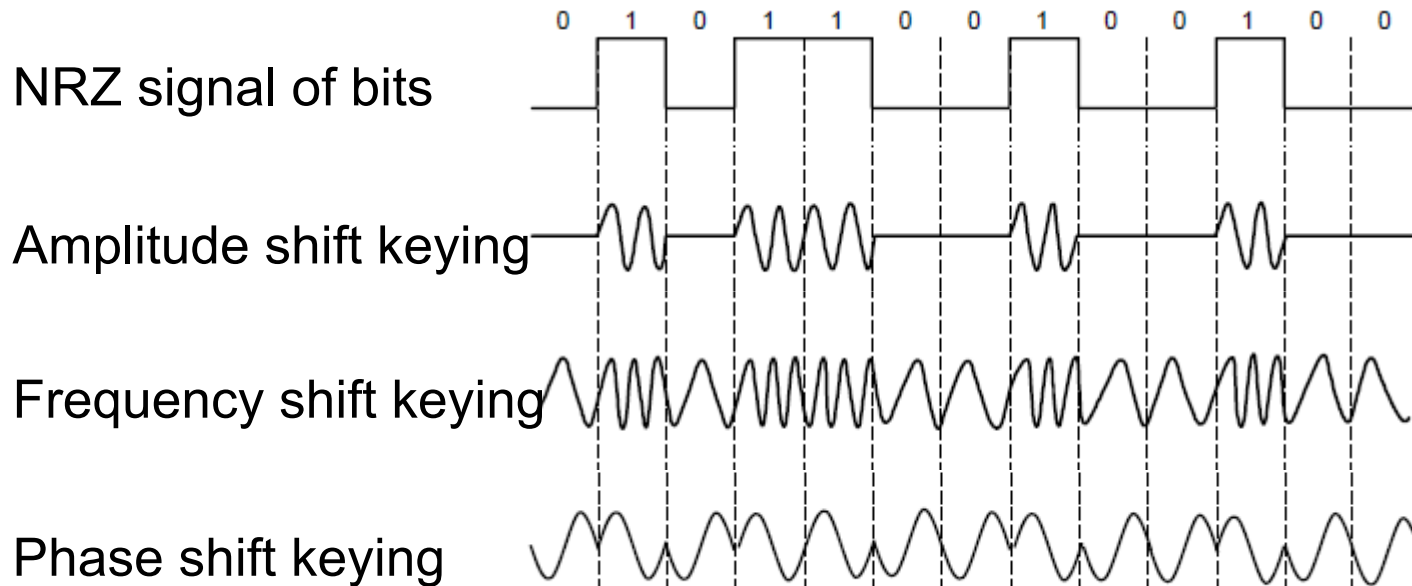 0 1 0 1 1 0 0 1 0 0 1 0 0
NRZ signal of bits
Amplitude shift keying
Frequency shift keying
Phase shift keying